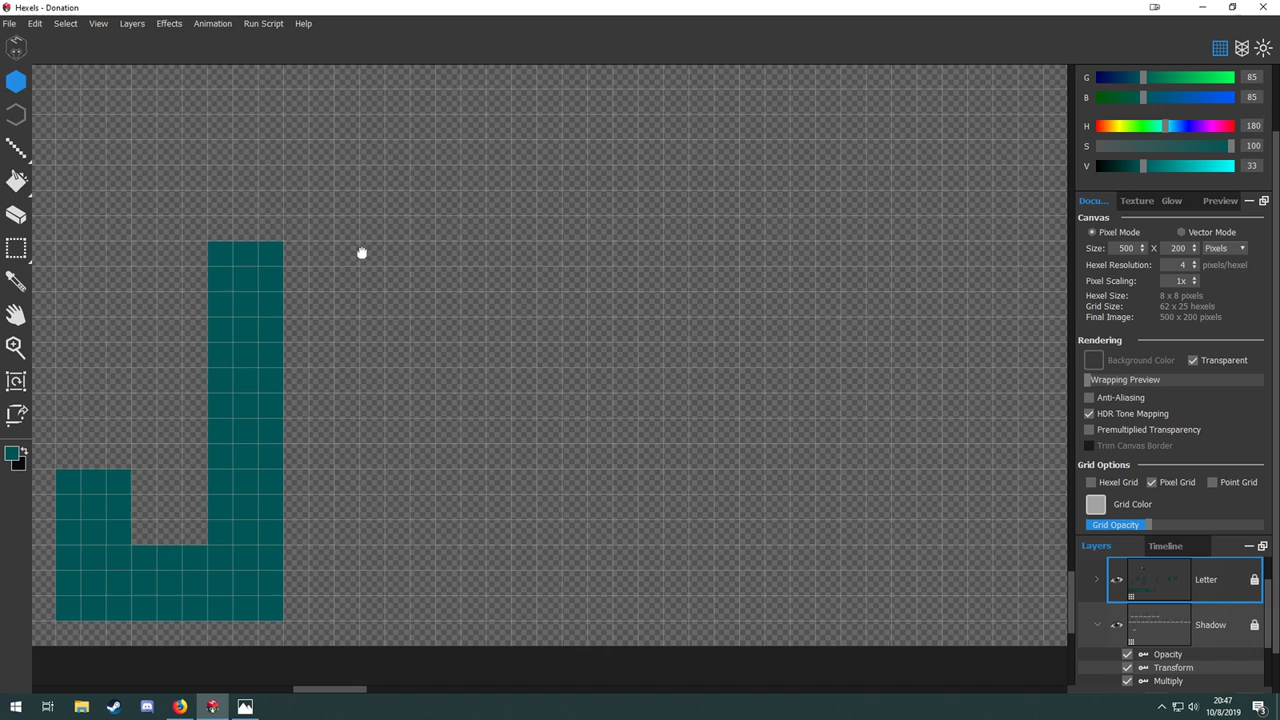 Hexels - Donation
File Edit Select View Layers Effects Animation Run Script Help
G 85
B 85
H 180
S 100
V 33
Docu... Texture Glow Preview
Canvas
Pixel Mode Vector Mode
Size: 500 X 200 Pixels
Hexel Resolution: 4 pixels/hexel
Pixel Scaling: 1x
Hexel Size: 8 x 8 pixels
Grid Size: 62 x 25 hexels
Final Image: 500 x 200 pixels
Rendering
Background Color Transparent
Wrapping Preview
Anti-Aliasing
HDR Tone Mapping
Premultiplied Transparency
Trim Canvas Border
Grid Options
Hexel Grid Pixel Grid Point Grid
Grid Color
Grid Opacity
Layers Timeline
Letter
Shadow
Opacity
Transform
Multiply
20:47
10/8/2019
3